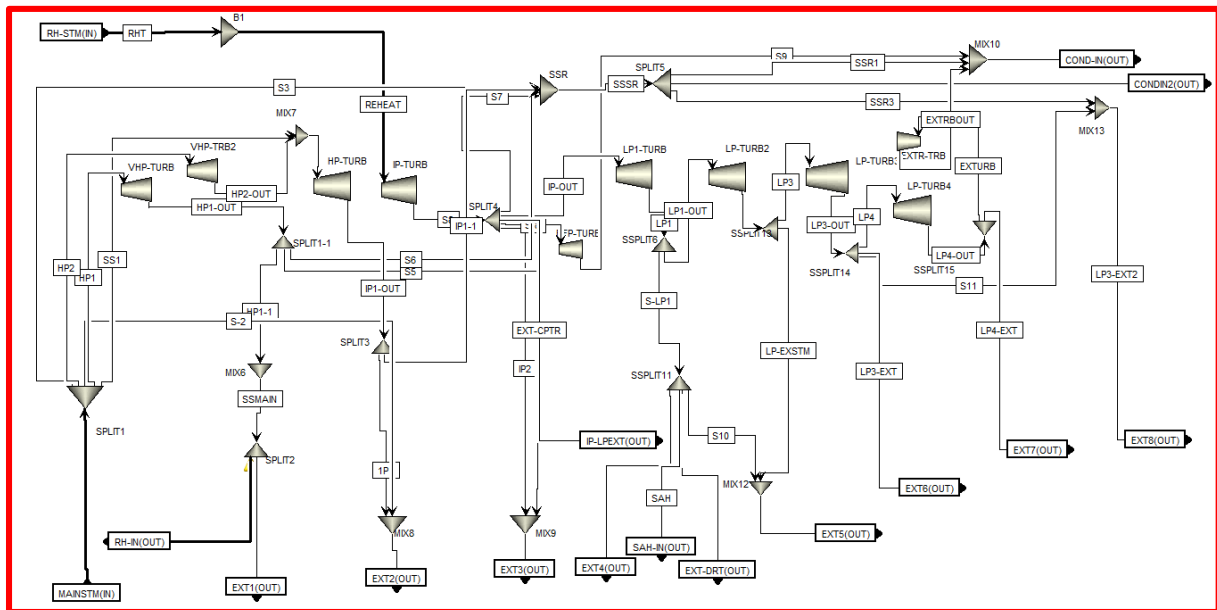 B1
RH-STM(IN)
RHT
MIX10
S9
COND-IN(OUT)
SPLIT5
SSR1
SSR
S3
SSSR
CONDIN2(OUT)
S7
SSR3
REHEAT
MIX7
EXTRBOUT
MIX13
VHP-TRB2
LP1-TURB
LP-TURB2
LP-TURB3
EXTR-TRB
VHP-TURB
HP-TURB
IP-TURB
EXTURB
IP-OUT
LP3
LP-TURB4
HP2-OUT
HP1-OUT
SPLIT4
LP1-OUT
LP3-OUT
LP4
IP1-1
LP1
SSPLIT6
SSPLIT13
SPLIT1-1
LP4-OUT
SS1
HP2
HP1
S6
S5
SSPLIT14
SSPLIT15
LP3-EXT2
IP1-OUT
S11
S-LP1
HP1-1
S-2
EXT-CPTR
LP-EXSTM
LP4-EXT
SPLIT3
IP2
LP3-EXT
MIX6
SSPLIT11
SSMAIN
SPLIT1
S10
IP-LPEXT(OUT)
EXT8(OUT)
EXT7(OUT)
SPLIT2
1P
MIX12
EXT6(OUT)
SAH
MIX8
MIX9
EXT5(OUT)
RH-IN(OUT)
SAH-IN(OUT)
EXT3(OUT)
EXT4(OUT)
EXT-DRT(OUT)
EXT2(OUT)
MAINSTM(IN)
EXT1(OUT)